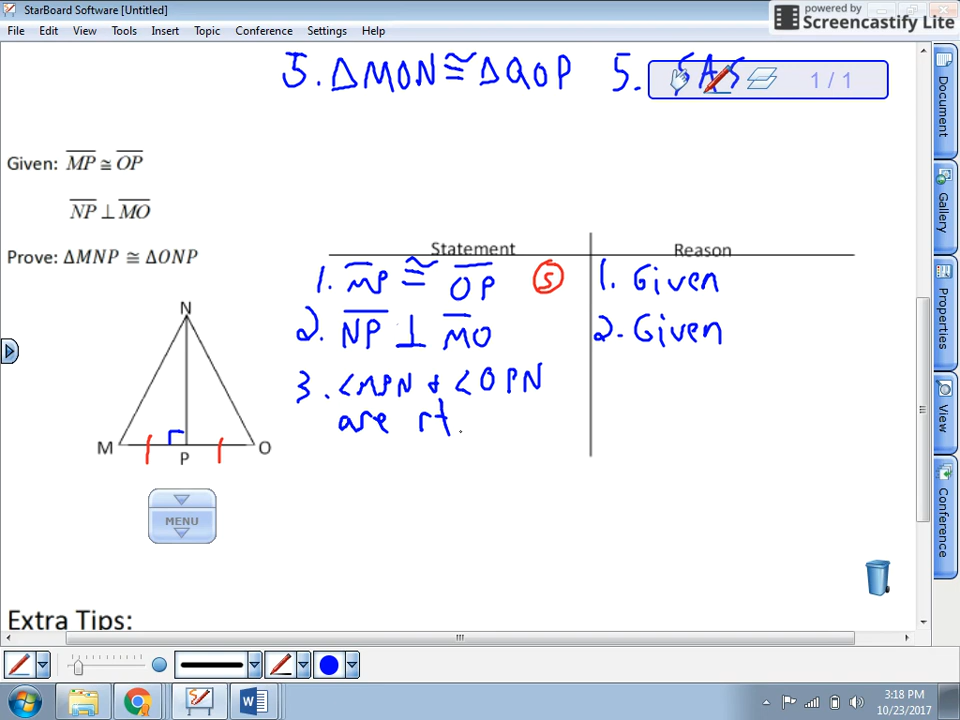 StarBoard Software [Untitled]
powered by
Screencastify Lite
File Edit View Tools Insert Topic Conference Settings Help
5. ΔMON ≅ ΔQOP 5. SAS
1 / 1
Given: MP ≅ OP
NP ⊥ MO
Prove: ΔMNP ≅ ΔONP
Statement Reason
1. MP ≅ OP S 1. Given
2. NP ⊥ MO 2. Given
3. <MPN & <OPN
are rt
N
M P O
MENU
Extra Tips:
Document
Gallery
Properties
Viewer
Conference
3:18 PM
10/23/2017